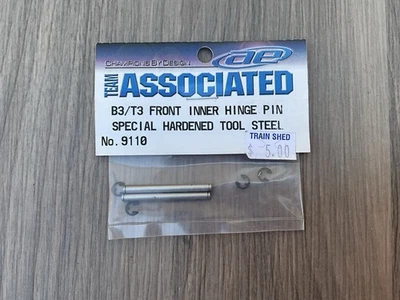 CHAMPIONS BY DESIGN
ae
TEAM
ASSOCIATED
B3/T3 FRONT INNER HINGE PIN
SPECIAL HARDENED TOOL STEEL
No. 9110
TRAIN SHED
$ 5.00